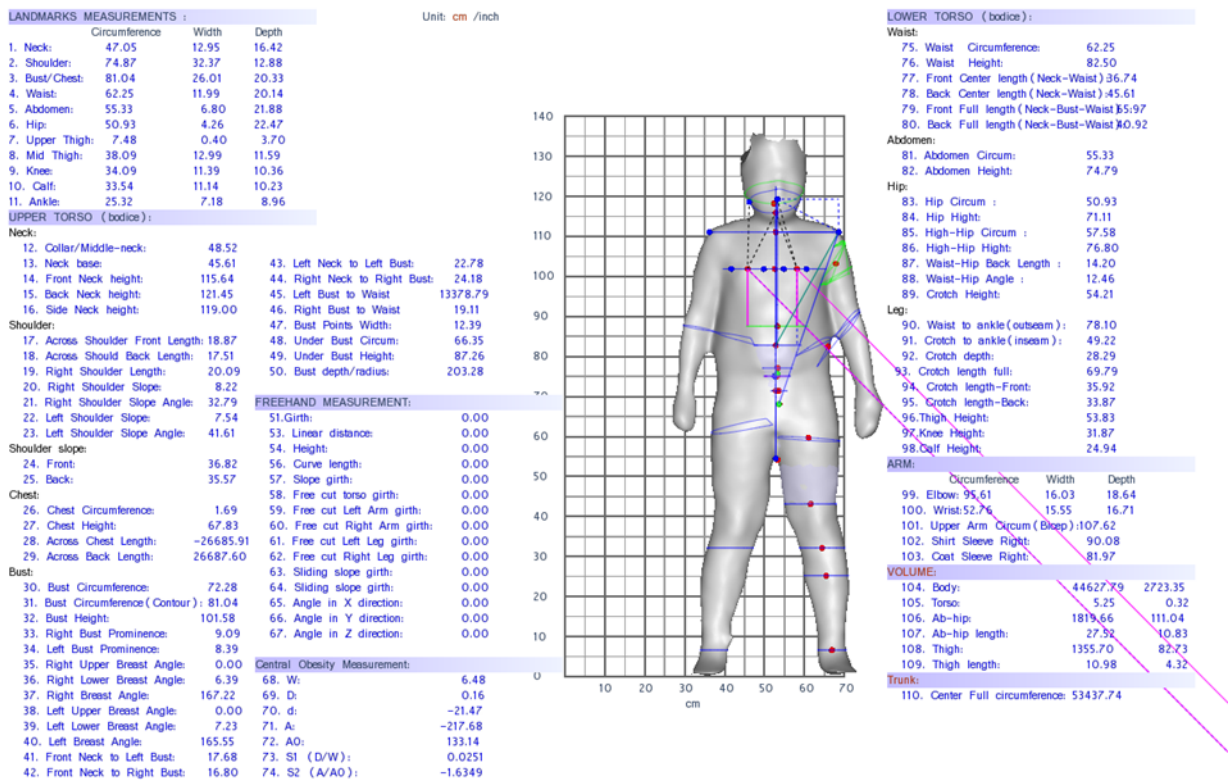 LANDMARKS MEASUREMENTS :
Circumference Width Depth
1. Neck: 47.05 12.95 16.42
2. Shoulder: 74.87 32.37 12.88
3. Bust/Chest: 81.04 26.01 20.33
4. Waist: 62.25 11.99 20.14
5. Abdomen: 55.33 6.80 21.88
6. Hip: 50.93 4.26 22.47
7. Upper Thigh: 7.48 0.40 3.70
8. Mid Thigh: 38.09 12.99 11.59
9. Knee: 34.09 11.39 10.36
10. Calf: 33.54 11.14 10.23
11. Ankle: 25.32 7.18 8.96
UPPER TORSO (bodice):
Neck:
12. Collar/Middle-neck: 48.52
13. Neck base: 45.61
14. Front Neck height: 115.64
15. Back Neck height: 121.45
16. Side Neck height: 119.00
Shoulder:
17. Across Shoulder Front Length: 18.87
18. Across Should Back Length: 17.51
19. Right Shoulder Length: 20.09
20. Right Shoulder Slope: 8.22
21. Right Shoulder Slope Angle: 32.79
22. Left Shoulder Slope: 7.54
23. Left Shoulder Slope Angle: 41.61
Shoulder slope:
24. Front: 36.82
25. Back: 35.57
Chest:
26. Chest Circumference: 1.69
27. Chest Height: 67.83
28. Across Chest Length: -26685.91
29. Across Back Length: 26687.60
Bust:
30. Bust Circumference: 72.28
31. Bust Circumference(Contour): 81.04
32. Bust Height: 101.58
33. Right Bust Prominence: 9.09
34. Left Bust Prominence: 8.39
35. Right Upper Breast Angle: 0.00
36. Right Lower Breast Angle: 6.39
37. Right Breast Angle: 167.22
38. Left Upper Breast Angle: 0.00
39. Left Lower Breast Angle: 7.23
40. Left Breast Angle: 165.55
41. Front Neck to Left Bust: 17.68
42. Front Neck to Right Bust: 16.80
43. Left Neck to Left Bust: 22.78
44. Right Neck to Right Bust: 24.18
45. Left Bust to Waist 13378.79
46. Right Bust to Waist 19.11
47. Bust Points Width: 12.39
48. Under Bust Circum: 66.35
49. Under Bust Height: 87.26
50. Bust depth/radius: 203.28
FREEHAND MEASUREMENT:
51.Girth: 0.00
53. Linear distance: 0.00
54. Height: 0.00
56. Curve length: 0.00
57. Slope girth: 0.00
58. Free cut torso girth: 0.00
59. Free cut Left Arm girth: 0.00
60. Free cut Right Arm girth: 0.00
61. Free cut Left Leg girth: 0.00
62. Free cut Right Leg girth: 0.00
63. Sliding slope girth: 0.00
64. Sliding slope girth: 0.00
65. Angle in X direction: 0.00
66. Angle in Y direction: 0.00
67. Angle in Z direction: 0.00
Central Obesity Measurement:
68. W: 6.48
69. D: 0.16
70. d: -21.47
71. A: -217.68
72. A0: 133.14
73. S1 (D/W): 0.0251
74. S2 (A/A0): -1.6349
Unit: cm /inch
140
130
120
110
100
90
80
60
50
40
30
20
10
0
10 20 30 40 50 60 70
cm
LOWER TORSO (bodice):
Waist:
75. Waist Circumference: 62.25
76. Waist Height: 82.50
77. Front Center length(Neck-Waist):36.74
78. Back Center length(Neck-Waist):45.61
79. Front Full length(Neck-Bust-Waist) 65.97
80. Back Full length(Neck-Bust-Waist) 40.92
Abdomen:
81. Abdomen Circum: 55.33
82. Abdomen Height: 74.79
Hip:
83. Hip Circum : 50.93
84. Hip Hight: 71.11
85. High-Hip Circum : 57.58
86. High-Hip Hight: 76.80
87. Waist-Hip Back Length : 14.20
88. Waist-Hip Angle : 12.46
89. Crotch Height: 54.21
Leg:
90. Waist to ankle(outseam): 78.10
91. Crotch to ankle(inseam): 49.22
92. Crotch depth: 28.29
93. Crotch length full: 69.79
94. Crotch length-Front: 35.92
95. Crotch length-Back: 33.87
96.Thigh Height: 53.83
97.Knee Height: 31.87
98.Calf Height: 24.94
ARM:
Circumference Width Depth
99. Elbow: 95.61 16.03 18.64
100. Wrist:52.76 15.55 16.71
101. Upper Arm Circum(Bicep):107.62
102. Shirt Sleeve Right: 90.08
103. Coat Sleeve Right: 81.97
VOLUME:
104. Body: 44627.79 2723.35
105. Torso: 5.25 0.32
106. Ab-hip: 1819.66 111.04
107. Ab-hip length: 27.52 10.83
108. Thigh: 1355.70 82.73
109. Thigh length: 10.98 4.32
Trunk:
110. Center Full circumference: 53437.74